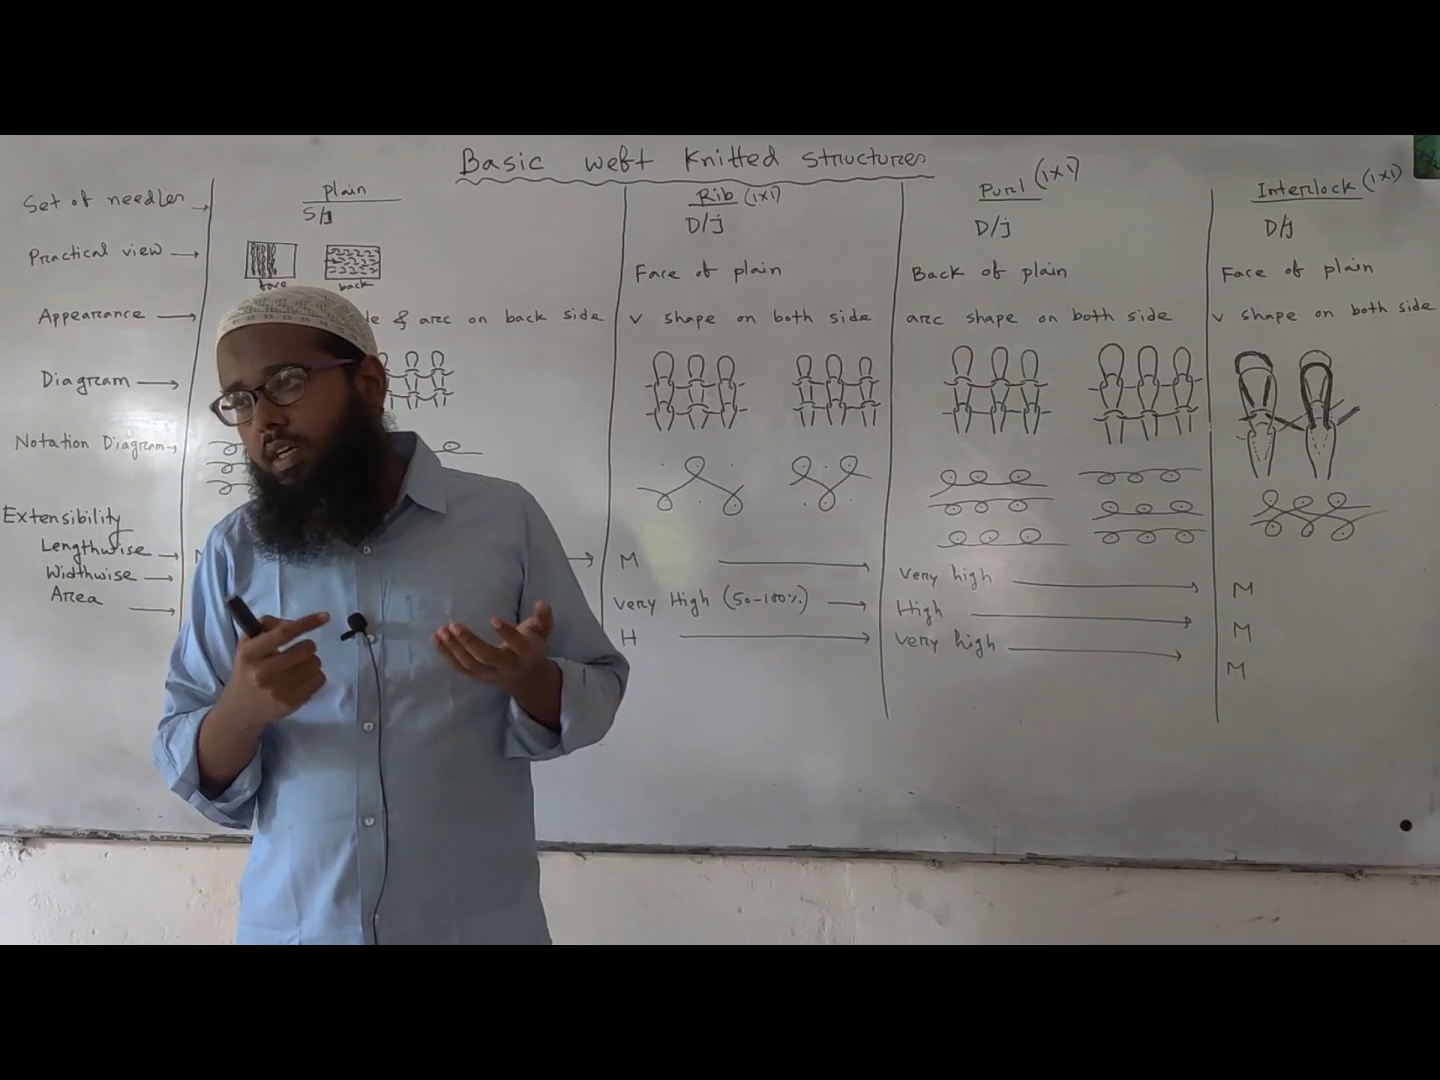 Basic weft Knitted Structures
Set of needles
Practical view
Appearance
Diagram
Notation Diagram
Extensibility
Lengthwise
Widthwise
Area
plain
S/J
face back
& arc on back side
Rib (1x1)
D/j
Face of plain
V shape on both side
M
Very High (50-100%)
H
Purl (1x1)
D/j
Back of plain
arc shape on both side
Very high
High
Very high
Interlock (1x1)
D/j
Face of plain
V shape on both side
M
M
M